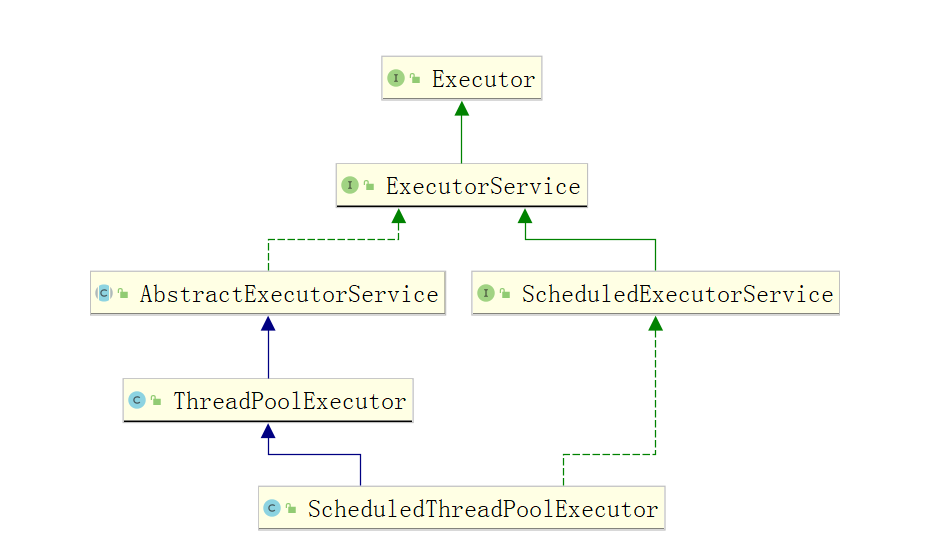 I Executor
I ExecutorService
C AbstractExecutorService
I ScheduledExecutorService
C ThreadPoolExecutor
C ScheduledThreadPoolExecutor